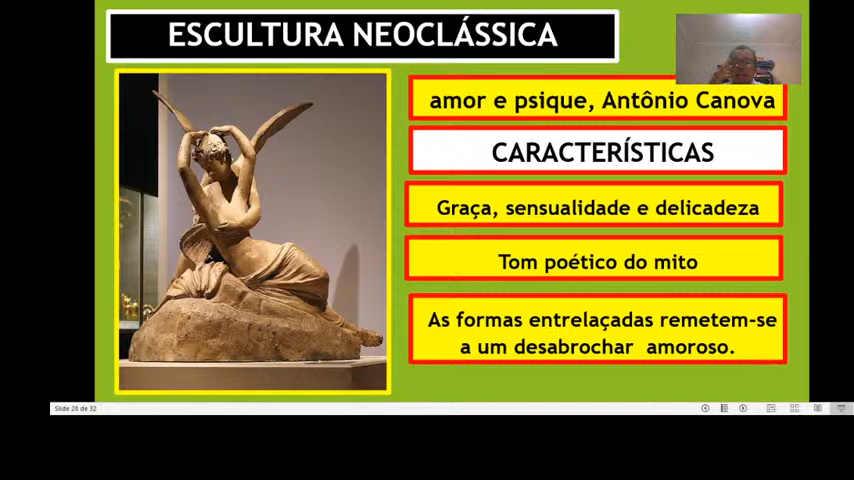 ESCULTURA NEOCLÁSSICA
amor e psique, Antônio Canova
CARACTERÍSTICAS
Graça, sensualidade e delicadeza
Tom poético do mito
As formas entrelaçadas remetem-se
a um desabrochar amoroso.
Slide 28 de 32